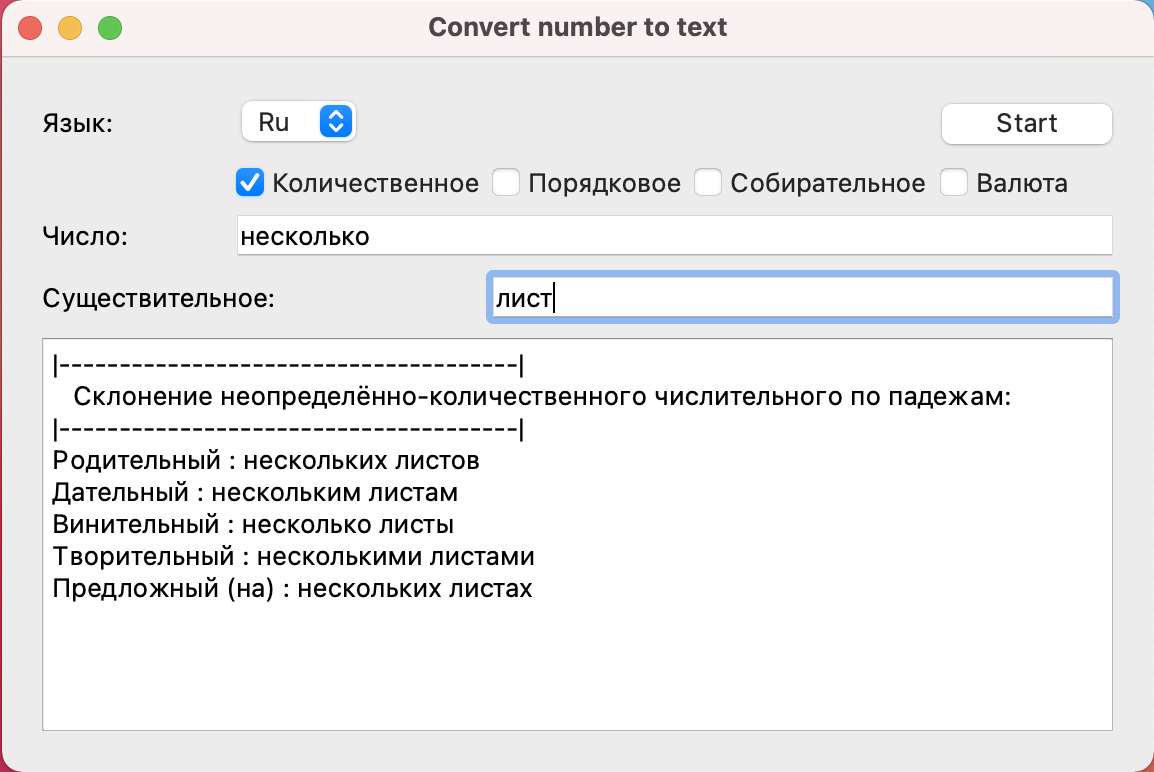 Convert number to text
Язык: Ru Start
Количественное Порядковое Собирательное Валюта
Число: несколько
Существительное: лист
|--------------------------------------|
Склонение неопределённо-количественного числительного по падежам:
|--------------------------------------|
Родительный : нескольких листов
Дательный : нескольким листам
Винительный : несколько листы
Творительный : несколькими листами
Предложный (на) : нескольких листах